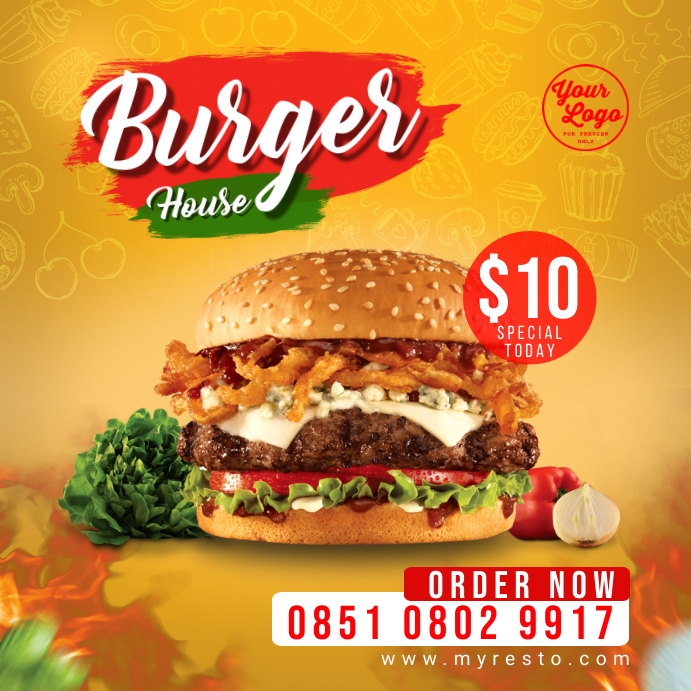 Burger
House
Your
Logo
FOR PREVIEW
ONLY
$10
SPECIAL
TODAY
ORDER NOW
0851 0802 9917
www.myresto.com